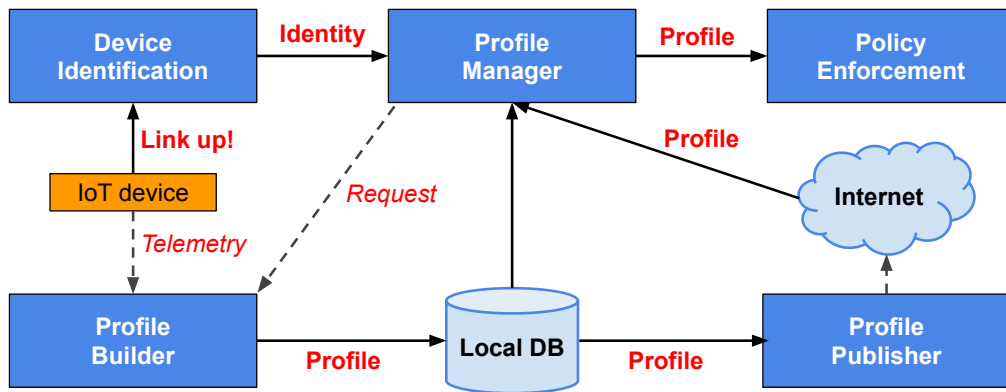 Device
Identification
Identity
Profile
Manager
Profile
Policy
Enforcement
Link up!
Profile
IoT device
Request
Internet
Telemetry
Profile
Builder
Profile
Local DB
Profile
Profile
Publisher